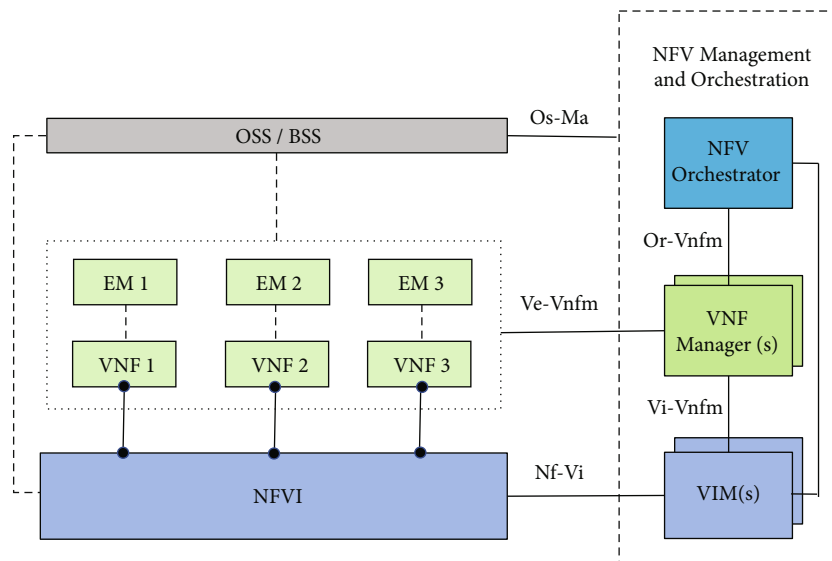 NFV Management
and Orchestration
Os-Ma
OSS / BSS
NFV
Orchestrator
Or-Vnfm
EM 1
EM 2
EM 3
Ve-Vnfm
VNF
Manager (s)
VNF 1
VNF 2
VNF 3
Vi-Vnfm
Nf-Vi
NFVI
VIM(s)